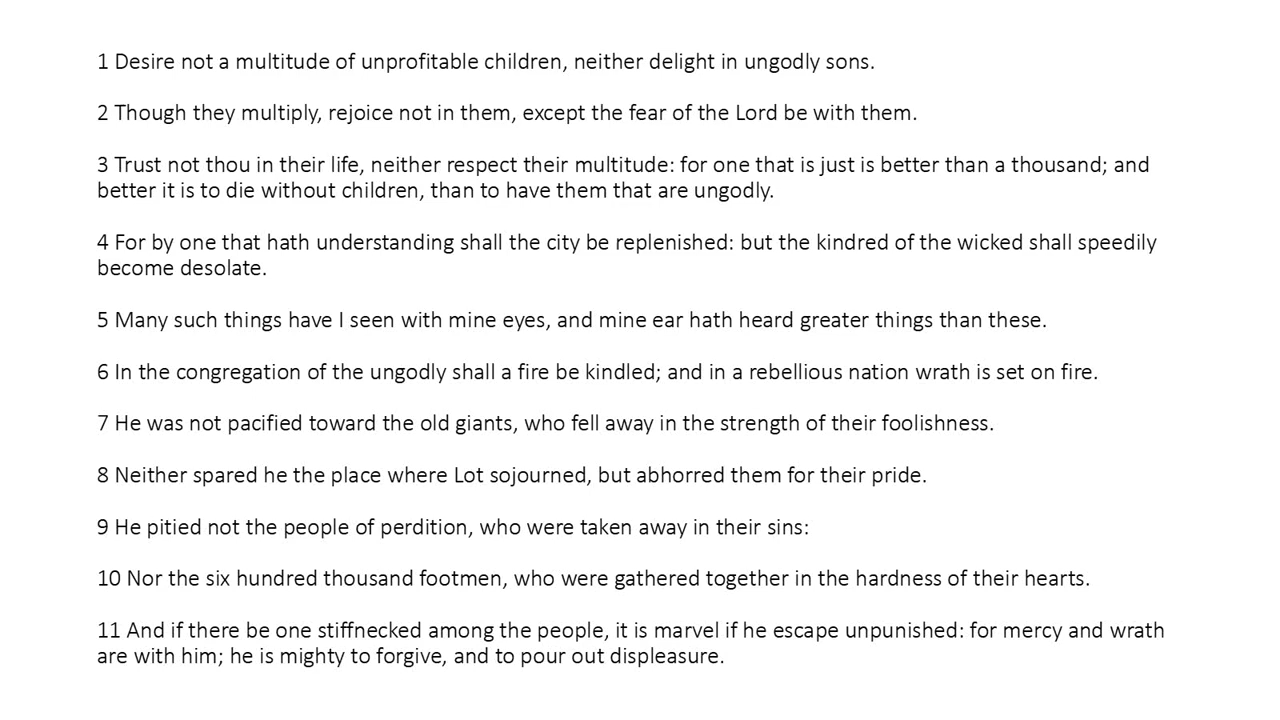 1 Desire not a multitude of unprofitable children, neither delight in ungodly sons.
2 Though they multiply, rejoice not in them, except the fear of the Lord be with them.
3 Trust not thou in their life, neither respect their multitude: for one that is just is better than a thousand; and
better it is to die without children, than to have them that are ungodly.
4 For by one that hath understanding shall the city be replenished: but the kindred of the wicked shall speedily
become desolate.
5 Many such things have I seen with mine eyes, and mine ear hath heard greater things than these.
6 In the congregation of the ungodly shall a fire be kindled; and in a rebellious nation wrath is set on fire.
7 He was not pacified toward the old giants, who fell away in the strength of their foolishness.
8 Neither spared he the place where Lot sojourned, but abhorred them for their pride.
9 He pitied not the people of perdition, who were taken away in their sins:
10 Nor the six hundred thousand footmen, who were gathered together in the hardness of their hearts.
11 And if there be one stiffnecked among the people, it is marvel if he escape unpunished: for mercy and wrath
are with him; he is mighty to forgive, and to pour out displeasure.